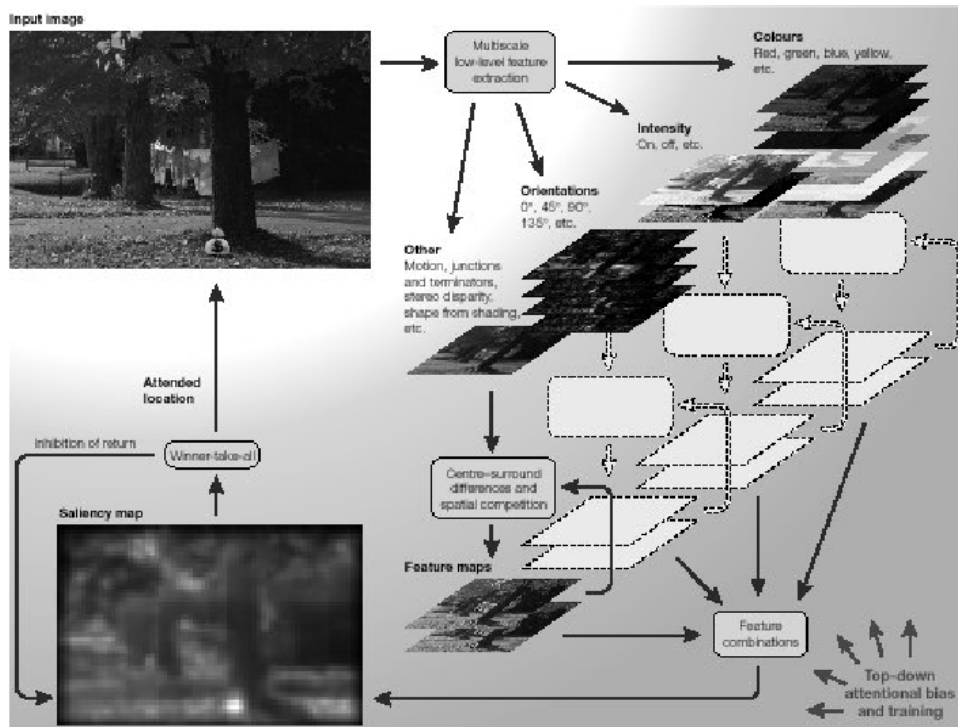 Input image
$
Multiscale
low-level feature
extraction
Colours
Red, green, blue, yellow,
etc.
Intensity
On, off, etc.
Orientations
0°, 45°, 90°,
135°, etc.
Other
Motion, junctions
and terminators,
stereo disparity,
shape from shading,
etc.
Attended
location
Inhibition of return
Winner-take-all
Centre–surround
differences and
spatial competition
Saliency map
Feature maps
Feature
combinations
Top–down
attentional bias
and training